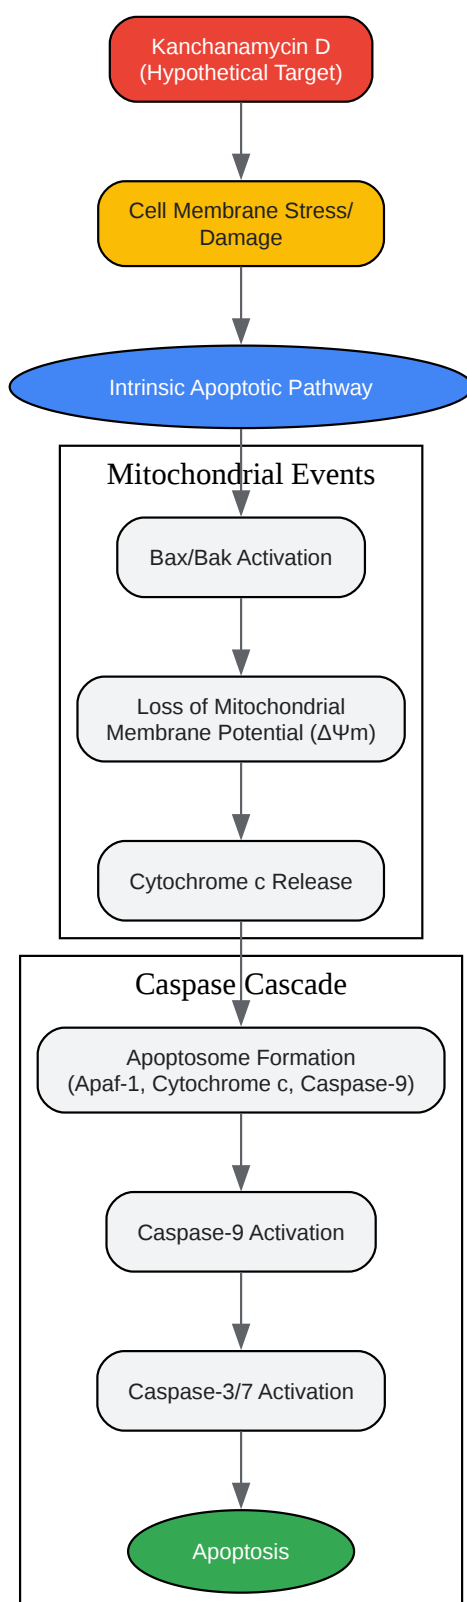 Kanchanamycin D
(Hypothetical Target)
Cell Membrane Stress/
Damage
Intrinsic Apoptotic Pathway
Mitochondrial Events
Bax/Bak Activation
Loss of Mitochondrial
Membrane Potential (ΔΨm)
Cytochrome c Release
Caspase Cascade
Apoptosome Formation
(Apaf-1, Cytochrome c, Caspase-9)
Caspase-9 Activation
Caspase-3/7 Activation
Apoptosis